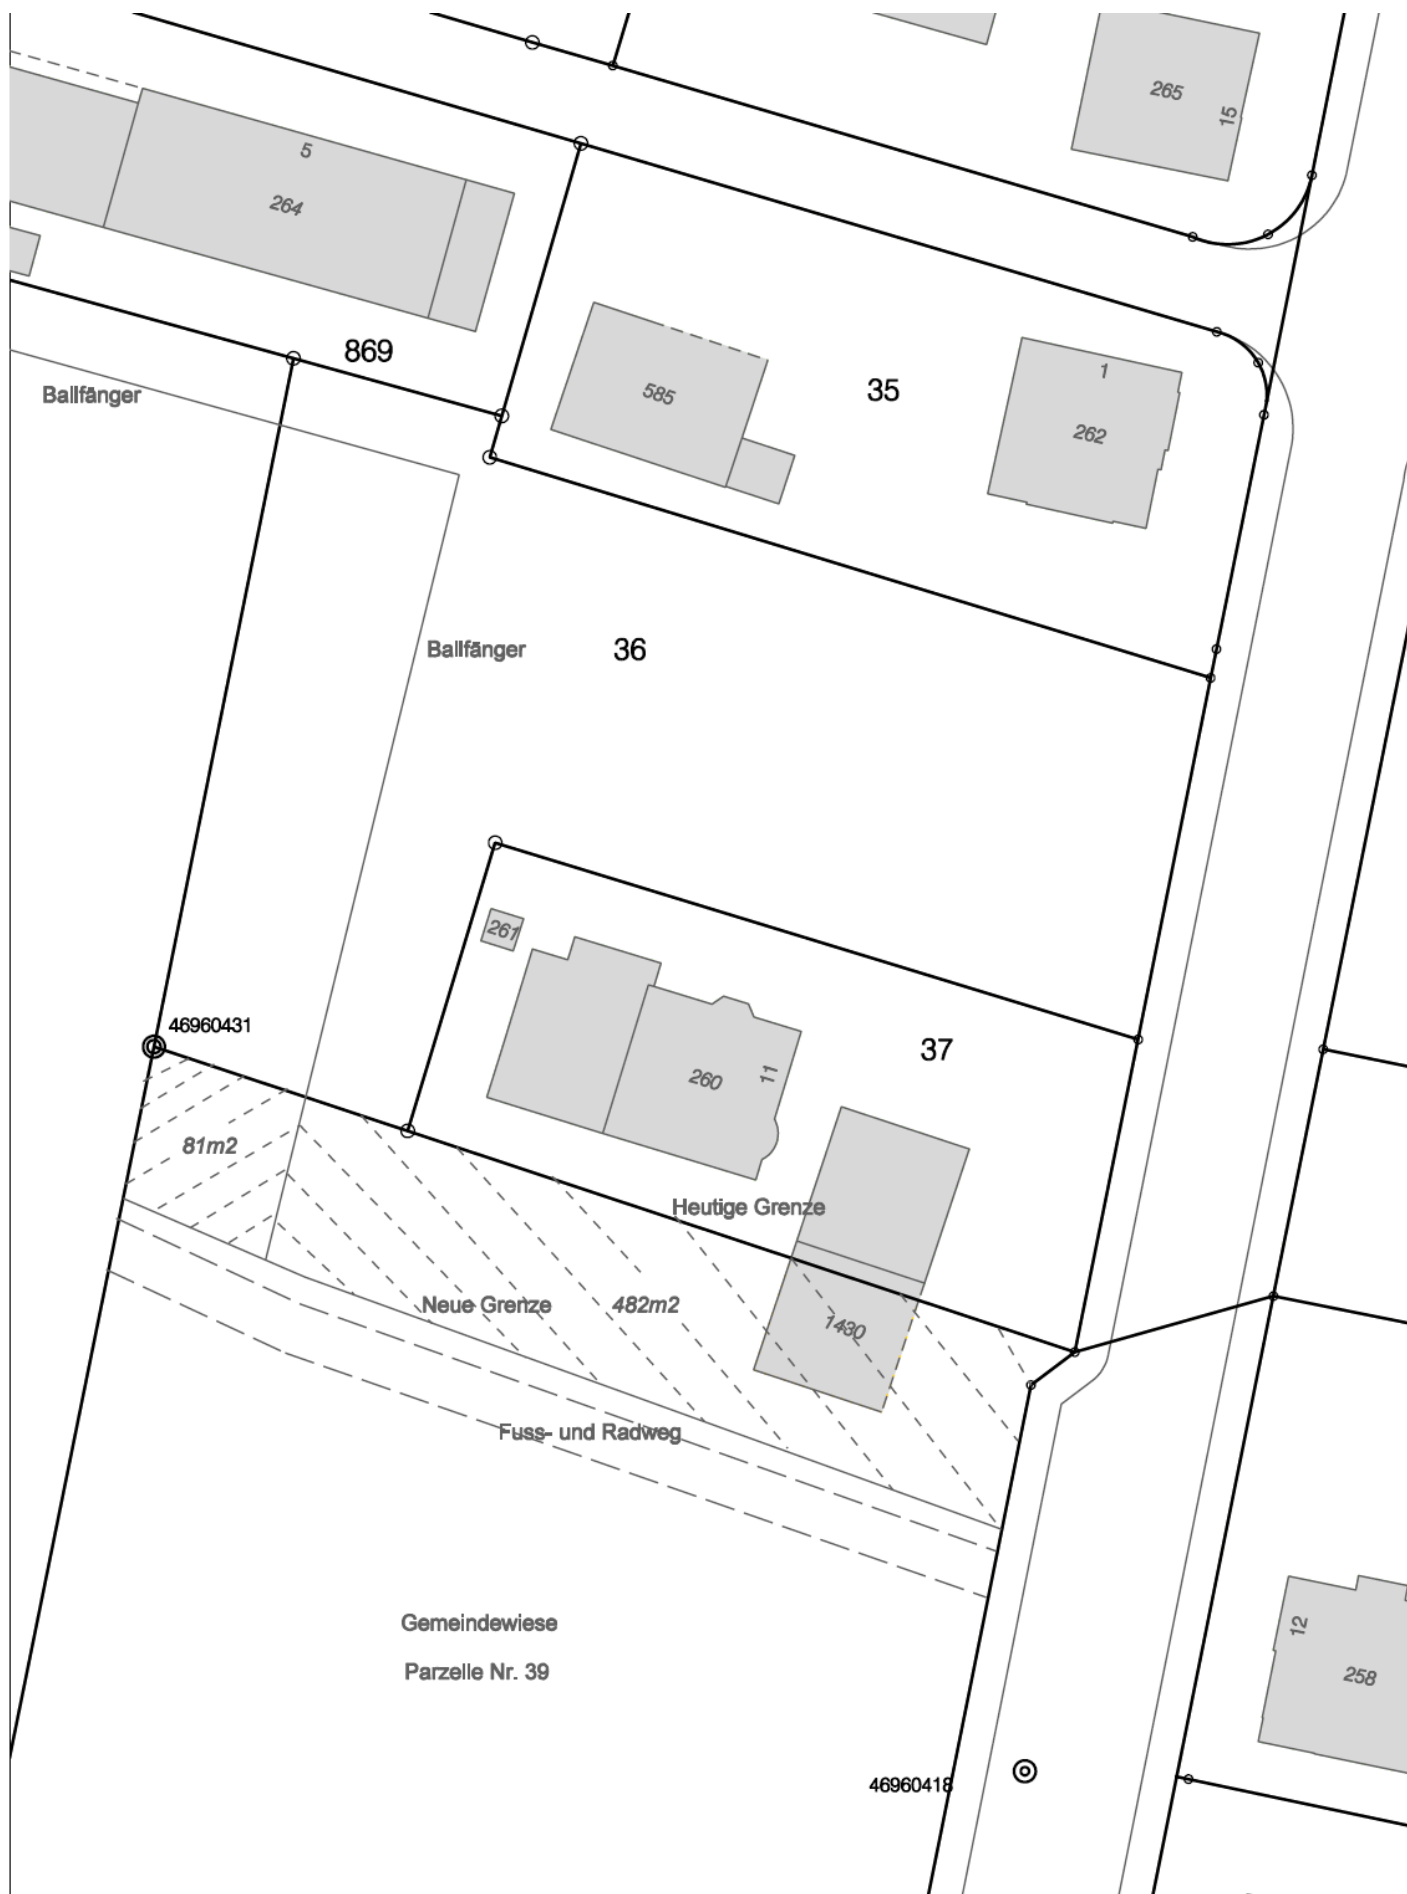 265
15
5
264
869
Ballfänger
585
35
1
262
Ballfänger
36
261
46960431
37
260
11
81m2
Heutige Grenze
Neue Grenze
482m2
1430
Fuss- und Radweg
Gemeindewiese
Parzelle Nr. 39
12
258
46960418